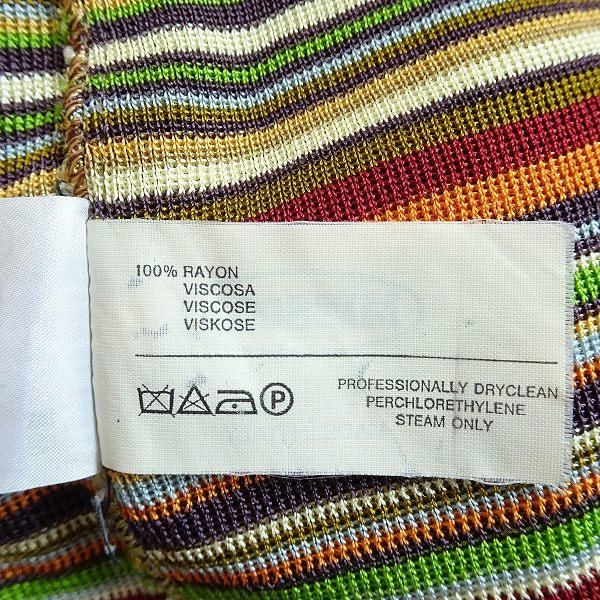 100% RAYON
VISCOSA
VISCOSE
VISKOSE
P
PROFESSIONALLY DRYCLEAN
PERCHLORETHYLENE
STEAM ONLY